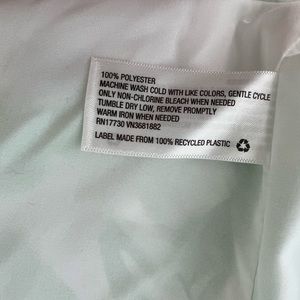 100% POLYESTER
MACHINE WASH COLD WITH LIKE COLORS, GENTLE CYCLE
ONLY NON-CHLORINE BLEACH WHEN NEEDED
TUMBLE DRY LOW, REMOVE PROMPTLY
WARM IRON WHEN NEEDED
RN17730 VN3681882
LABEL MADE FROM 100% RECYCLED PLASTIC